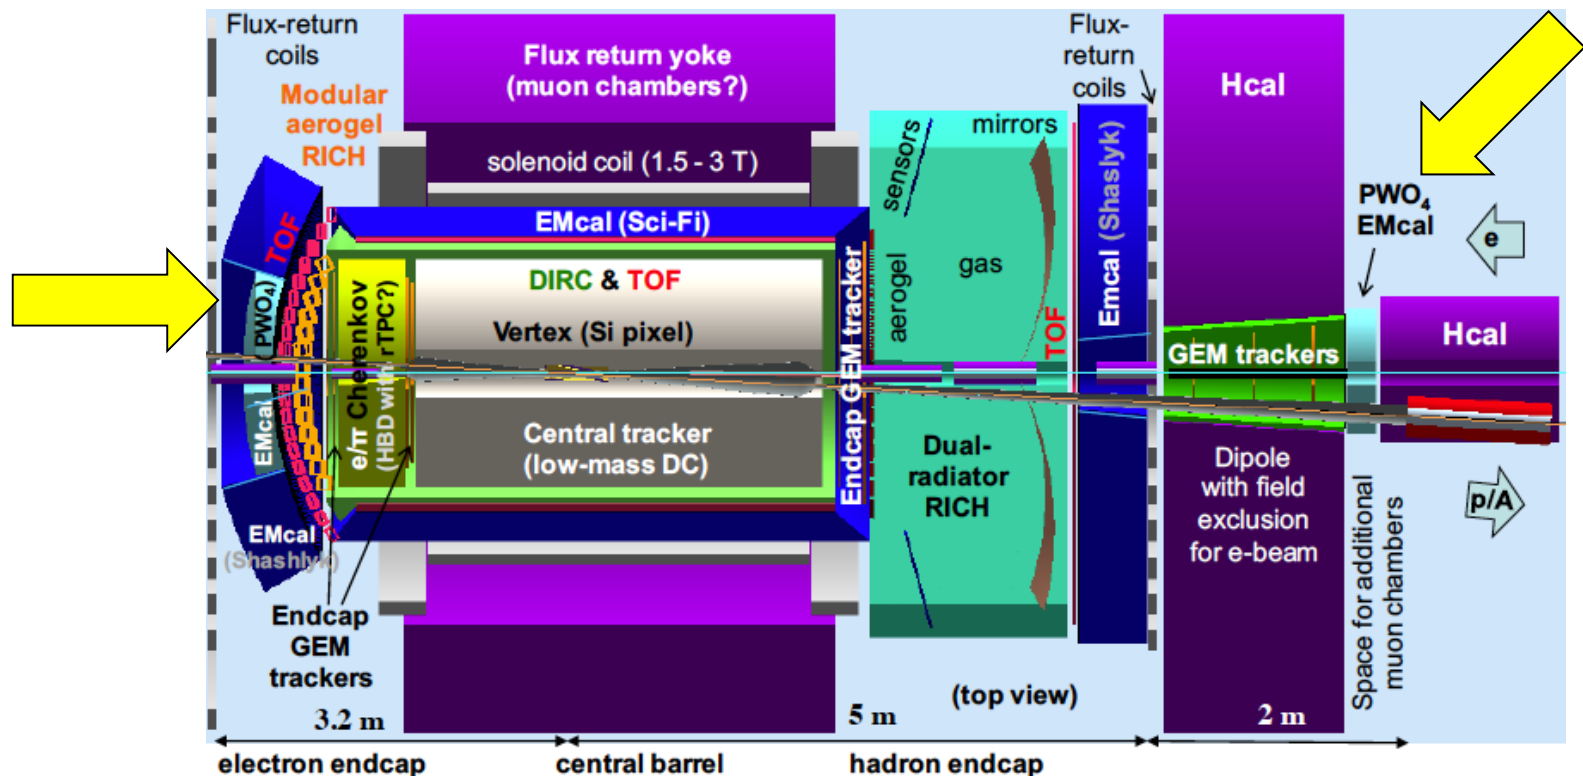 Flux-return
coils
Modular
aerogel
RICH
Flux return yoke
(muon chambers?)
solenoid coil (1.5 - 3 T)
EMcal (Sci-Fi)
TOF
(PWO₄)
EMcal
EMcal
(Shashlyk)
e/π Cherenkov
(HBD with rTPC?)
DIRC & TOF
Vertex (Si pixel)
Central tracker
(low-mass DC)
Endcap
GEM
trackers
Endcap GEM tracker
sensors
mirrors
aerogel
gas
TOF
Dual-
radiator
RICH
Flux-
return
coils
Emcal (Shaslyk)
Hcal
GEM trackers
Dipole
with field
exclusion
for e-beam
PWO₄
EMcal
e
Hcal
p/A
Space for additional
muon chambers
(top view)
3.2 m
5 m
2 m
electron endcap
central barrel
hadron endcap